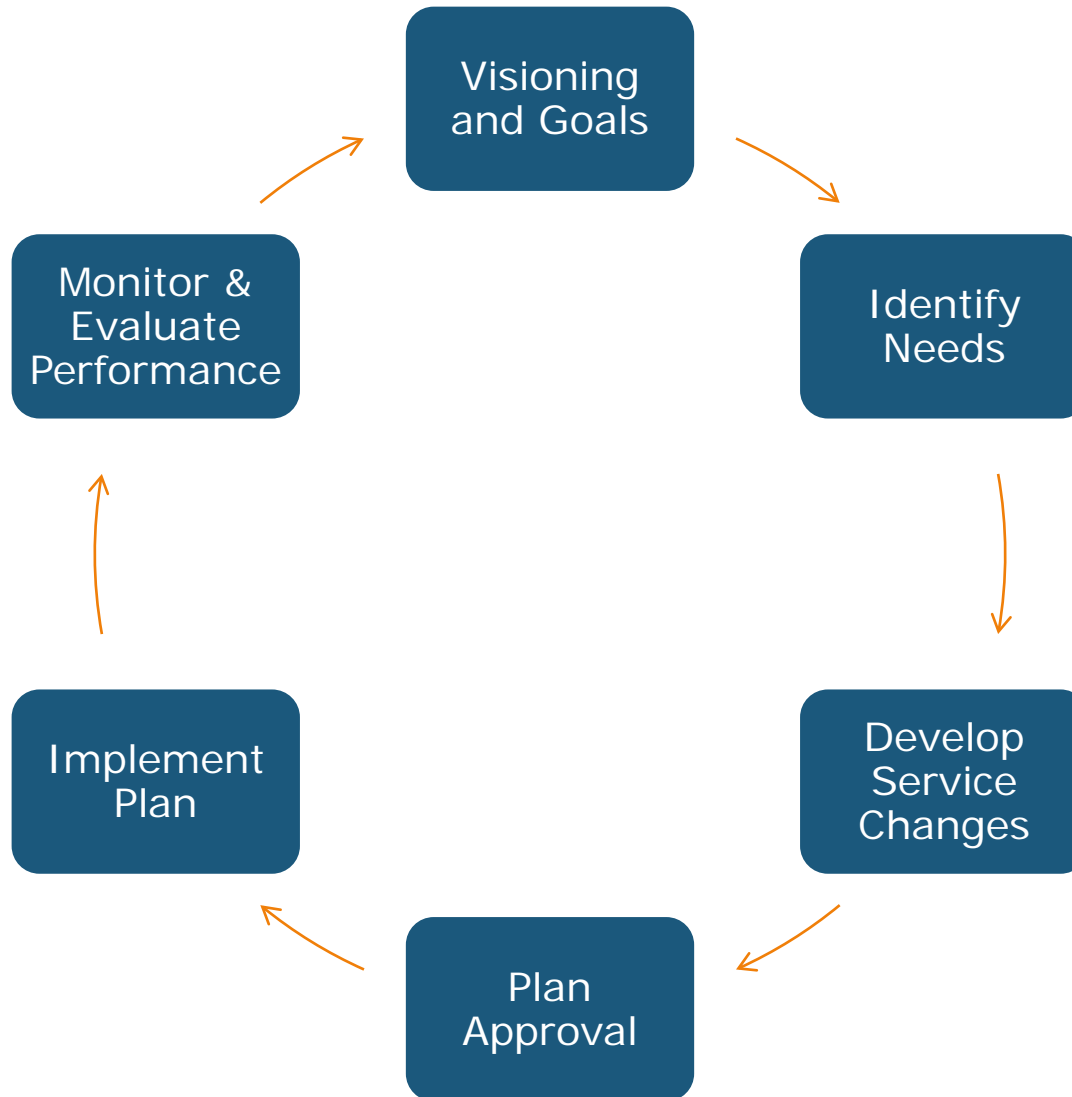 Visioning
and Goals
Identify
Needs
Develop
Service
Changes
Plan
Approval
Implement
Plan
Monitor &
Evaluate
Performance